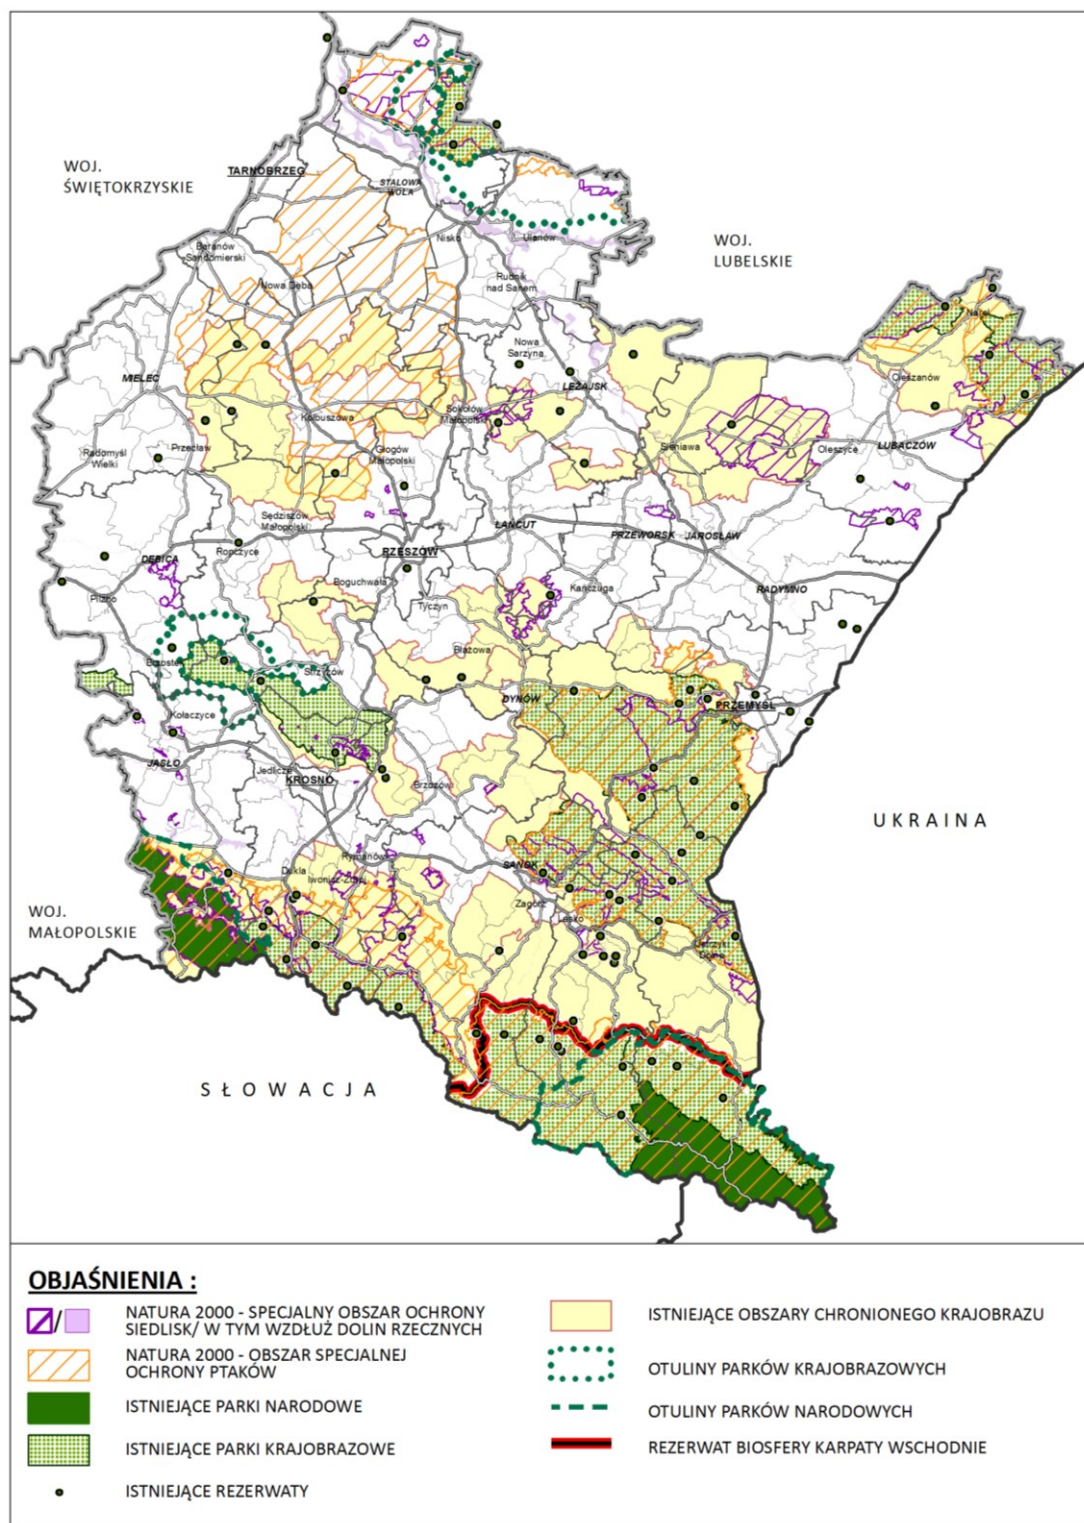 WOJ.
ŚWIĘTOKRZYSKIE
TARNOBRZEG
STALOWA
WOLA
WOJ.
LUBELSKIE
Nisko
Ulanów
Baranów
Sandomierski
Nowa Dęba
Rudnik
nad Sanem
Narol
Nowa
Sarzyna
MIELEC
LEŻAJSK
Oleszanów
Kolbuszowa
Sokołów
Małopolski
Radomyśl
Wielki
Przecław
Głogów
Małopolski
Sieniawa
Oleszyce
LUBACZÓW
Sędziszów
Małopolski
ŁAŃCUT
PRZEWORSK
JAROSŁAW
DĘBICA
Ropczyce
RZESZÓW
Pilzno
Boguchwała
Tyczyn
Kańczuga
RADYMNO
Brzostek
Strzyżów
Błażowa
DYNÓW
PRZEMYŚL
Kołaczyce
JASŁO
Jedlicze
KROSNO
Brzozów
UKRAINA
Dukla
Iwonicz-Zdrój
Rymanów
SANOK
Zagórz
Lesko
Ustrzyki
Dolne
WOJ.
MAŁOPOLSKIE
SŁOWACJA
OBJAŚNIENIA :
NATURA 2000 - SPECJALNY OBSZAR OCHRONY
SIEDLISK/ W TYM WZDŁUŻ DOLIN RZECZNYCH
NATURA 2000 - OBSZAR SPECJALNEJ
OCHRONY PTAKÓW
ISTNIEJĄCE PARKI NARODOWE
ISTNIEJĄCE PARKI KRAJOBRAZOWE
ISTNIEJĄCE REZERWATY
ISTNIEJĄCE OBSZARY CHRONIONEGO KRAJOBRAZU
OTULINY PARKÓW KRAJOBRAZOWYCH
OTULINY PARKÓW NARODOWYCH
REZERWAT BIOSFERY KARPATY WSCHODNIE